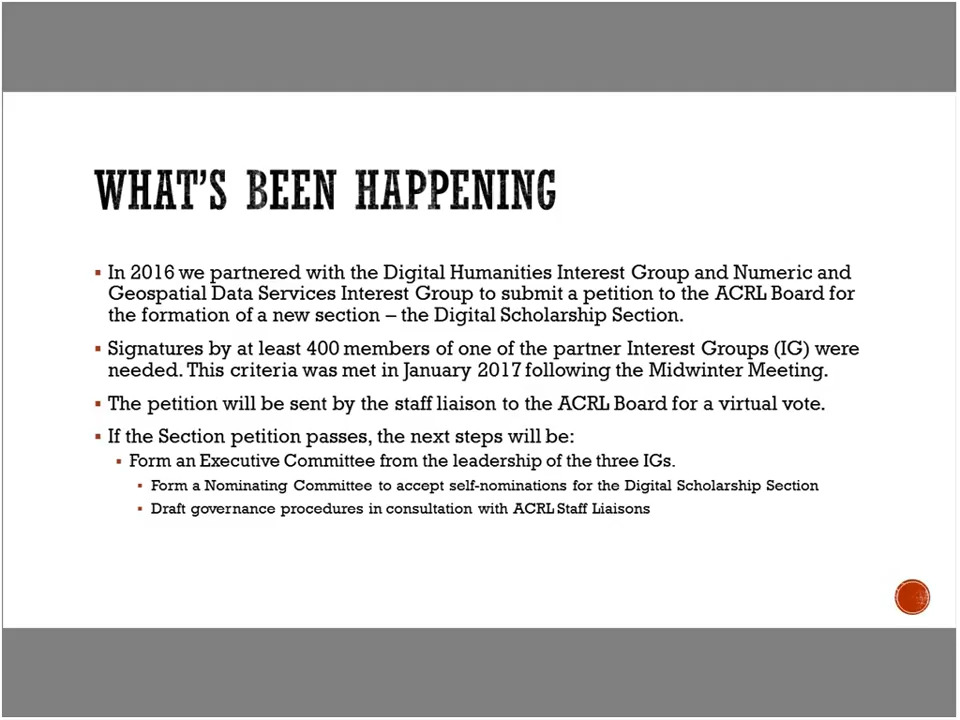 WHAT'S BEEN HAPPENING
▪ In 2016 we partnered with the Digital Humanities Interest Group and Numeric and
Geospatial Data Services Interest Group to submit a petition to the ACRL Board for
the formation of a new section – the Digital Scholarship Section.
▪ Signatures by at least 400 members of one of the partner Interest Groups (IG) were
needed. This criteria was met in January 2017 following the Midwinter Meeting.
▪ The petition will be sent by the staff liaison to the ACRL Board for a virtual vote.
▪ If the Section petition passes, the next steps will be:
▪ Form an Executive Committee from the leadership of the three IGs.
▪ Form a Nominating Committee to accept self-nominations for the Digital Scholarship Section
▪ Draft governance procedures in consultation with ACRL Staff Liaisons